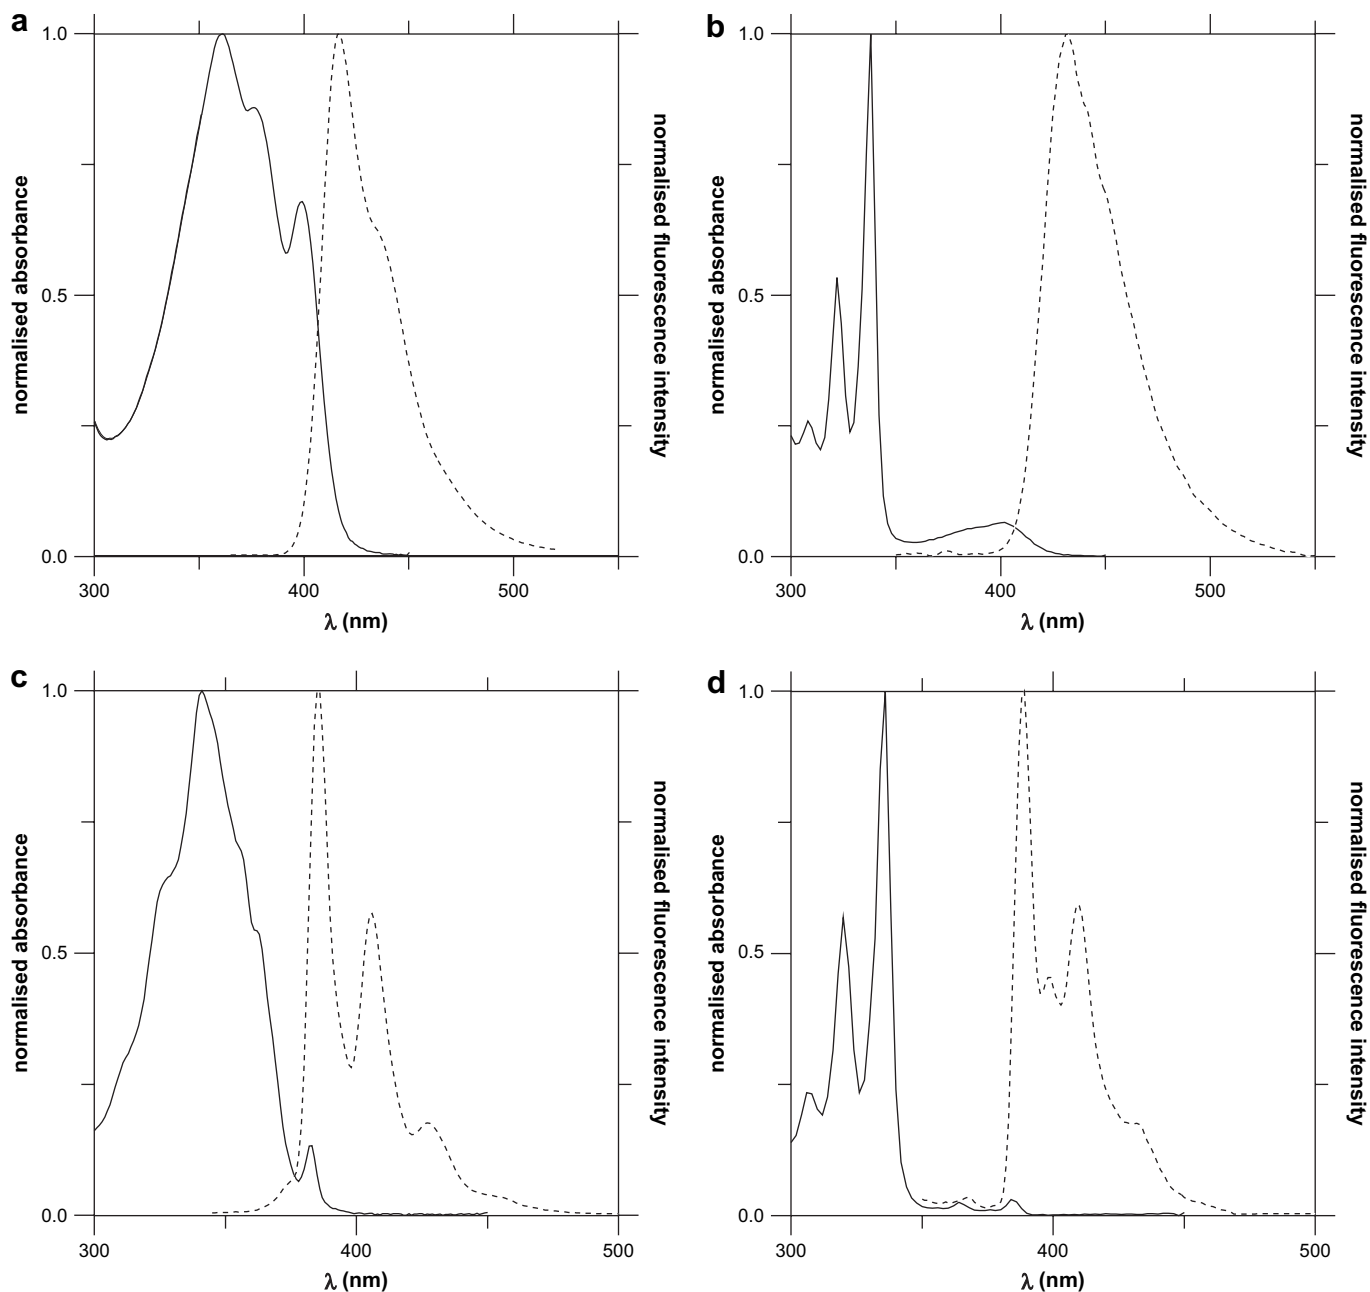 a
1.0
0.5
0.0
300
400
500
λ (nm)
normalised absorbance
normalised fluorescence intensity
b
1.0
0.5
0.0
300
400
500
λ (nm)
normalised absorbance
normalised fluorescence intensity
c
1.0
0.5
0.0
300
400
500
λ (nm)
normalised absorbance
normalised fluorescence intensity
d
1.0
0.5
0.0
300
400
500
λ (nm)
normalised absorbance
normalised fluorescence intensity